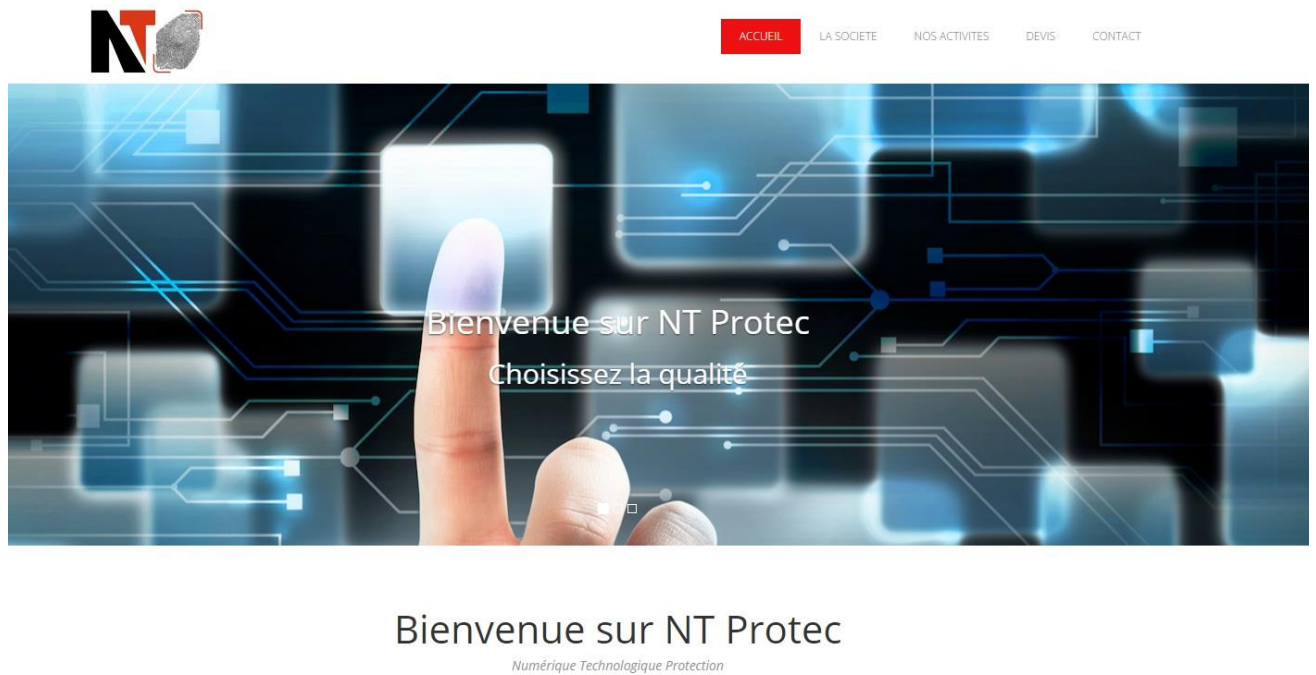 NT
ACCUEIL LA SOCIETE NOS ACTIVITES DEVIS CONTACT
Bienvenue sur NT Protec
Choisissez la qualité
Bienvenue sur NT Protec
Numérique Technologique Protection